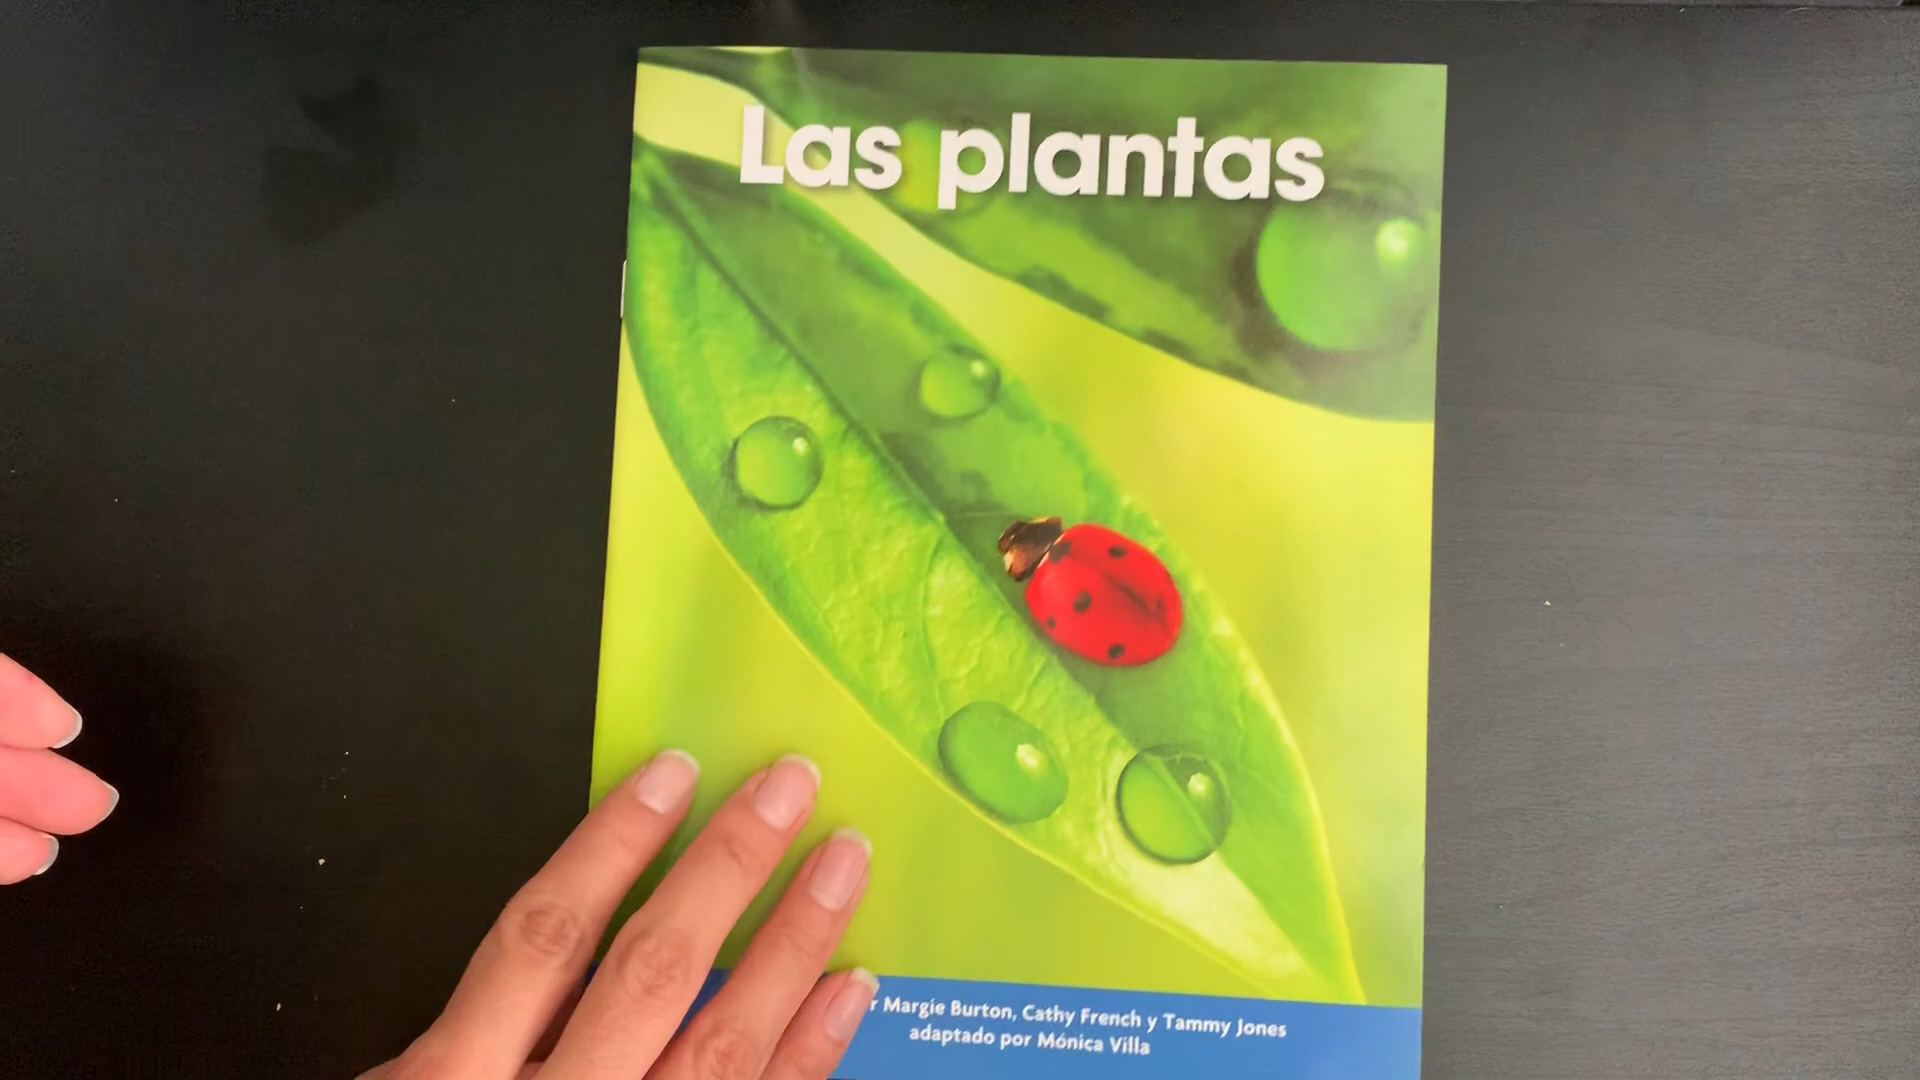 Las plantas
Margie Burton, Cathy French y Tammy Jones
adaptado por Mónica Villa